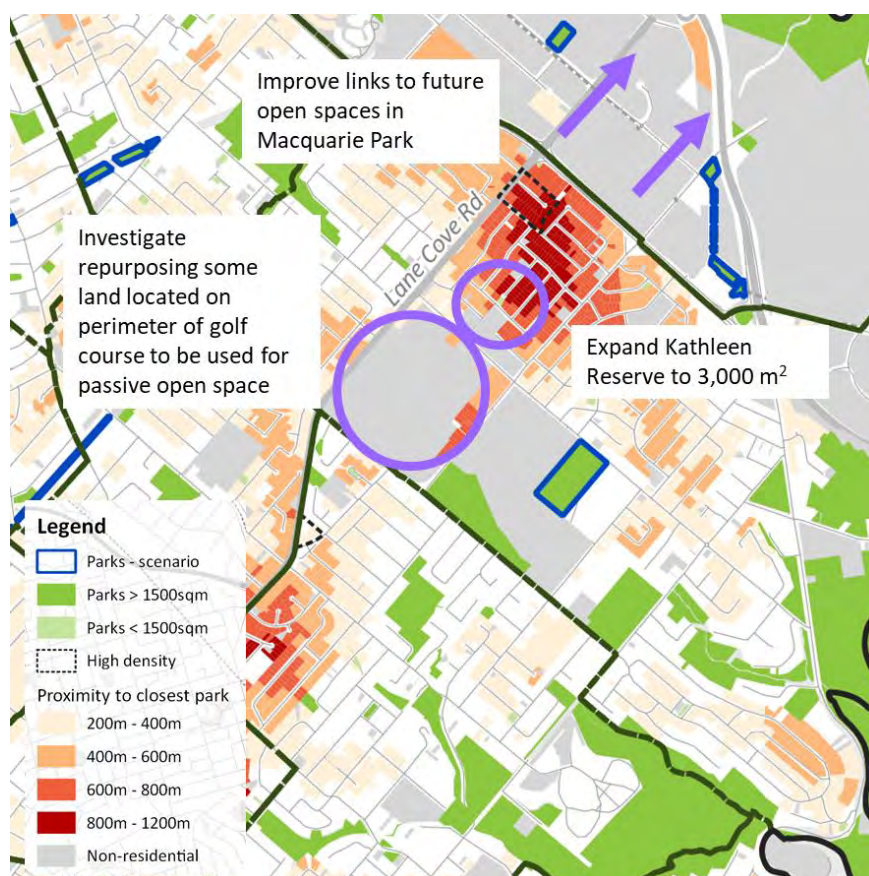 Improve links to future
open spaces in
Macquarie Park
Lane Cove Rd
Investigate
repurposing some
land located on
perimeter of golf
course to be used for
passive open space
Expand Kathleen
Reserve to 3,000 m²
Legend
Parks - scenario
Parks > 1500sqm
Parks < 1500sqm
High density
Proximity to closest park
200m - 400m
400m - 600m
600m - 800m
800m - 1200m
Non-residential